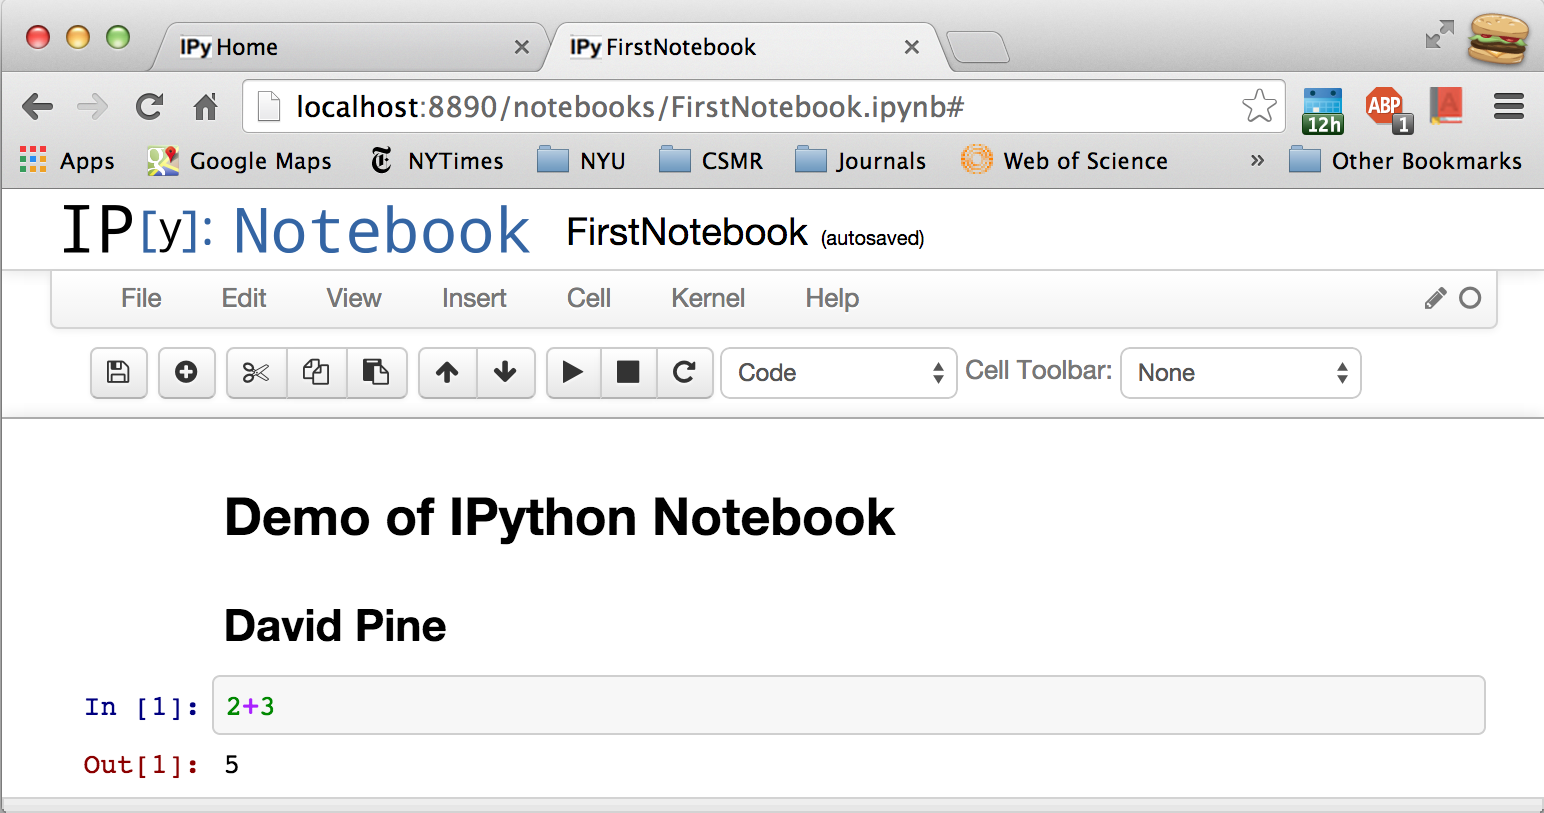 IPy Home
IPy FirstNotebook
localhost:8890/notebooks/FirstNotebook.ipynb#
12h
ABP
1
Apps Google Maps NYTimes NYU CSMR Journals Web of Science » Other Bookmarks
IP[y]: Notebook FirstNotebook (autosaved)
File Edit View Insert Cell Kernel Help
Code Cell Toolbar: None
Demo of IPython Notebook
David Pine
In [1]: 2+3
Out[1]: 5